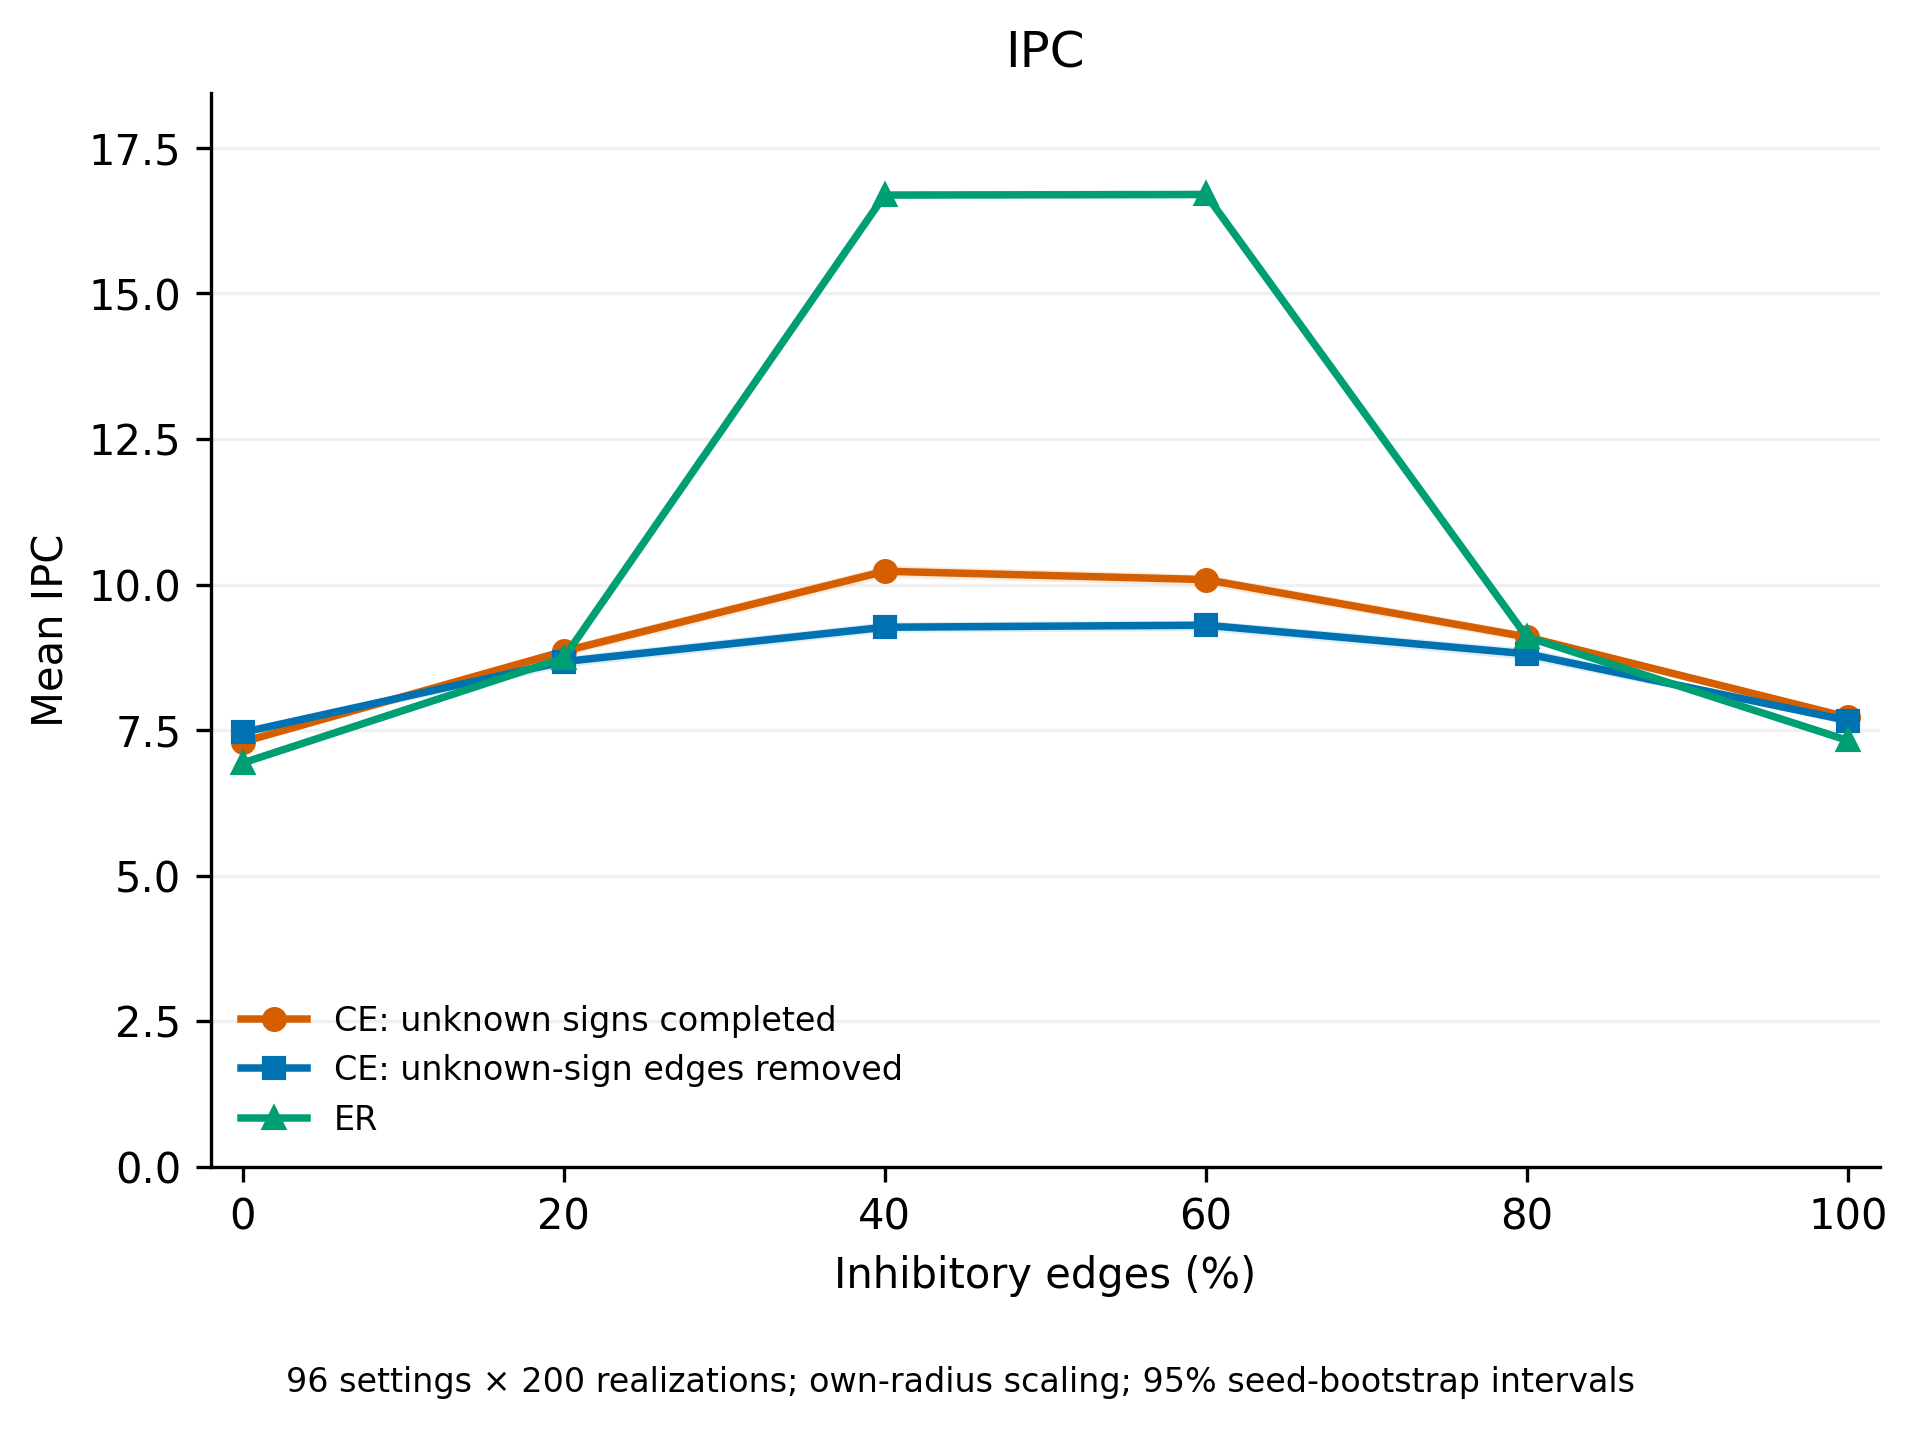 IPC
Mean IPC
17.5
15.0
12.5
10.0
7.5
5.0
2.5
0.0
CE: unknown signs completed
CE: unknown-sign edges removed
ER
0 20 40 60 80 100
Inhibitory edges (%)
96 settings × 200 realizations; own-radius scaling; 95% seed-bootstrap intervals